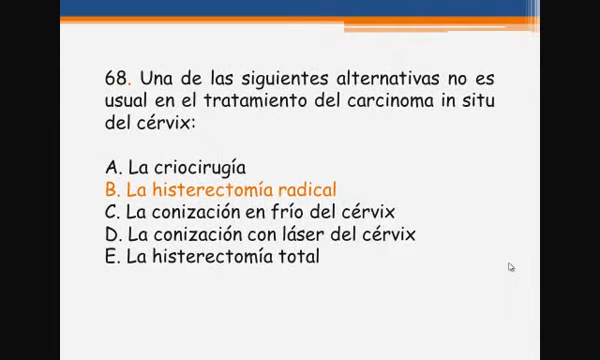 68. Una de las siguientes alternativas no es
usual en el tratamiento del carcinoma in situ
del cérvix:
A. La criocirugía
B. La histerectomía radical
C. La conización en frío del cérvix
D. La conización con láser del cérvix
E. La histerectomía total